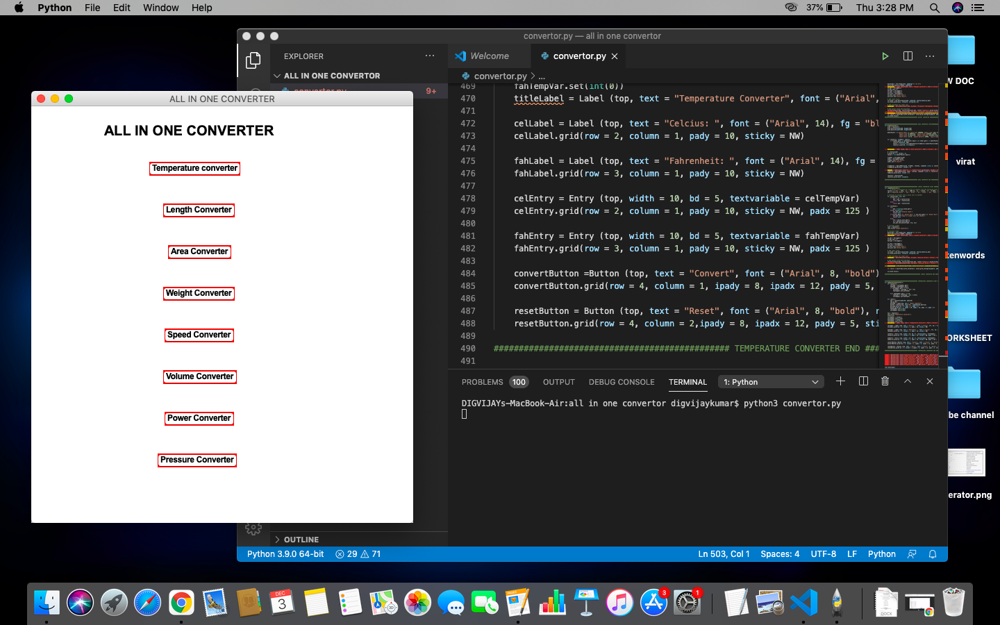 Python File Edit Window Help 37% Thu 3:28 PM
convertor.py — all in one convertor
EXPLORER
ALL IN ONE CONVERTOR
convertor.py 9+
Welcome convertor.py
convertor.py > ...
469 fahTempVar.set(int(0))
470 titleLabel = Label (top, text = "Temperature Converter", font = ("Arial",
471
472 celLabel = Label (top, text = "Celcius: ", font = ("Arial", 14), fg = "bl
473 celLabel.grid(row = 2, column = 1, pady = 10, sticky = NW)
474
475 fahLabel = Label (top, text = "Fahrenheit: ", font = ("Arial", 14), fg =
476 fahLabel.grid(row = 3, column = 1, pady = 10, sticky = NW)
477
478 celEntry = Entry (top, width = 10, bd = 5, textvariable = celTempVar)
479 celEntry.grid(row = 2, column = 1, pady = 10, sticky = NW, padx = 125 )
480
481 fahEntry = Entry (top, width = 10, bd = 5, textvariable = fahTempVar)
482 fahEntry.grid(row = 3, column = 1, pady = 10, sticky = NW, padx = 125 )
483
484 convertButton =Button (top, text = "Convert", font = ("Arial", 8, "bold")
485 convertButton.grid(row = 4, column = 1, ipady = 8, ipadx = 12, pady = 5,
486
487 resetButton = Button (top, text = "Reset", font = ("Arial", 8, "bold"), r
488 resetButton.grid(row = 4, column = 2,ipady = 8, ipadx = 12, pady = 5, sti
489
490 ############################################### TEMPERATURE CONVERTER END ###
491
PROBLEMS 100 OUTPUT DEBUG CONSOLE TERMINAL 1: Python
DIGVIJAYs-MacBook-Air:all in one convertor digvijaykumar$ python3 convertor.py
OUTLINE
Python 3.9.0 64-bit 29 71 Ln 503, Col 1 Spaces: 4 UTF-8 LF Python
ALL IN ONE CONVERTER
ALL IN ONE CONVERTER
Temperature converter
Length Converter
Area Converter
Weight Converter
Speed Converter
Volume Converter
Power Converter
Pressure Converter
W DOC
virat
kenwords
ORKSHEET
be channel
erator.png
DEC
3
3
1
DOCX